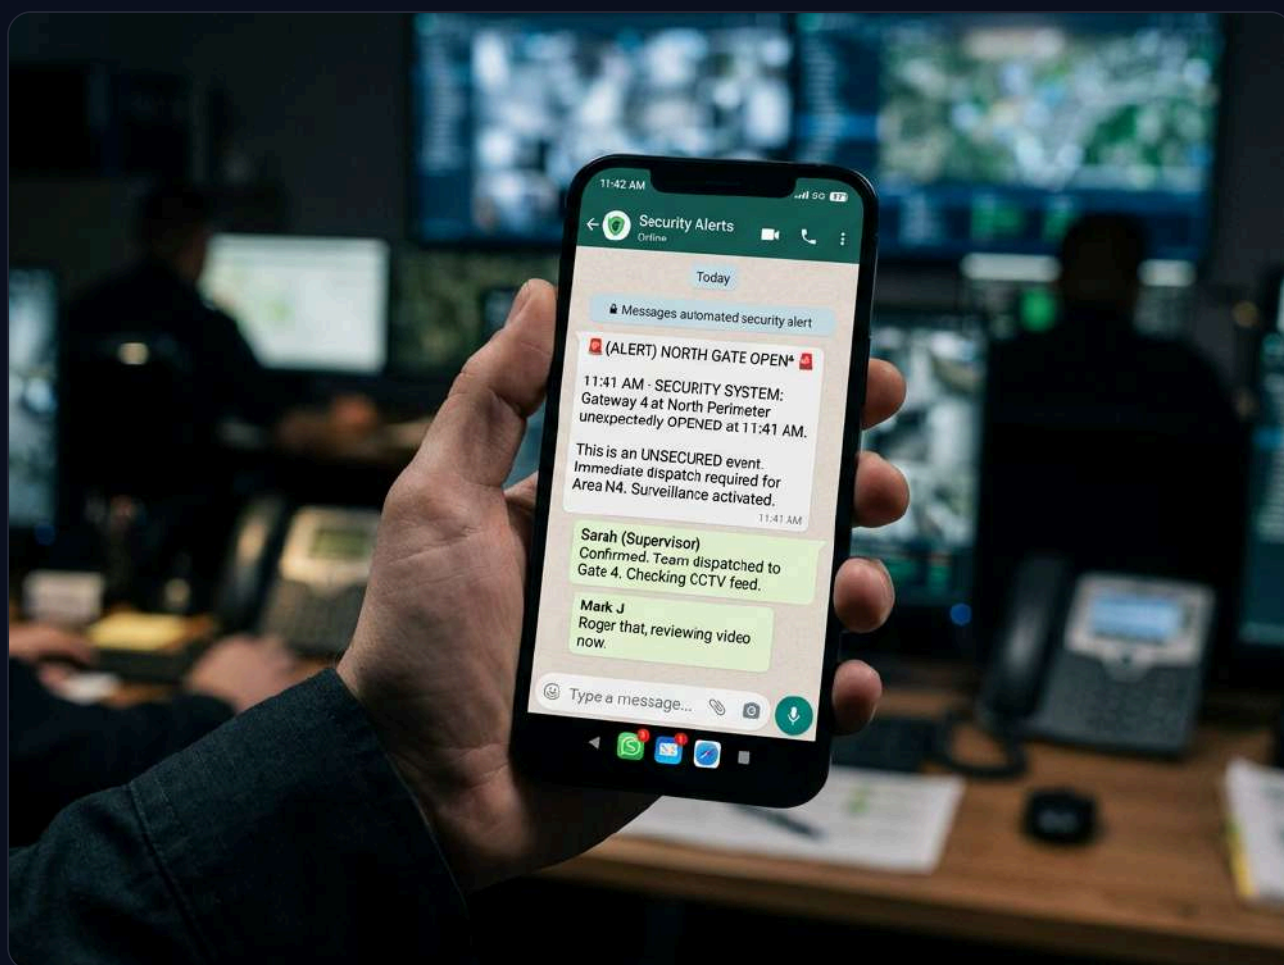 11:42 AM
5G
Security Alerts
Online
Today
Messages automated security alert
(ALERT) NORTH GATE OPEN*
11:41 AM - SECURITY SYSTEM:
Gateway 4 at North Perimeter
unexpectedly OPENED at 11:41 AM.
This is an UNSECURED event.
Immediate dispatch required for
Area N4. Surveillance activated.
11:41 AM
Sarah (Supervisor)
Confirmed. Team dispatched to
Gate 4. Checking CCTV feed.
Mark J
Roger that, reviewing video
now.
Type a message...
3
1